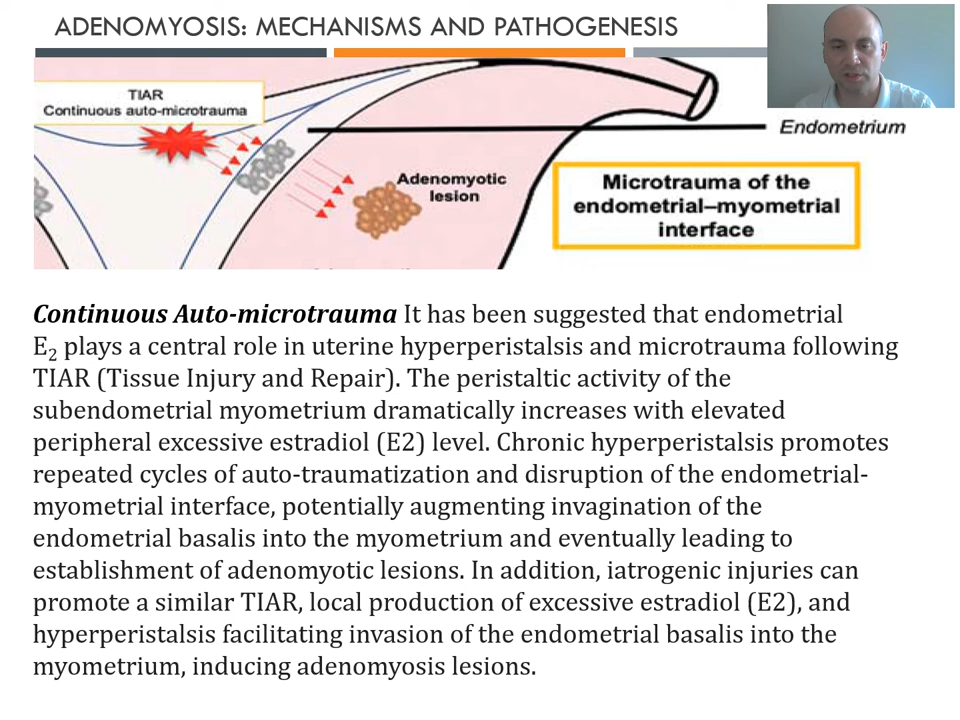 ADENOMYOSIS: MECHANISMS AND PATHOGENESIS
TIAR
Continuous auto-microtrauma
Endometrium
Adenomyotic
lesion
Microtrauma of the
endometrial–myometrial
interface
Continuous Auto-microtrauma It has been suggested that endometrial
E2 plays a central role in uterine hyperperistalsis and microtrauma following
TIAR (Tissue Injury and Repair). The peristaltic activity of the
subendometrial myometrium dramatically increases with elevated
peripheral excessive estradiol (E2) level. Chronic hyperperistalsis promotes
repeated cycles of auto-traumatization and disruption of the endometrial-
myometrial interface, potentially augmenting invagination of the
endometrial basalis into the myometrium and eventually leading to
establishment of adenomyotic lesions. In addition, iatrogenic injuries can
promote a similar TIAR, local production of excessive estradiol (E2), and
hyperperistalsis facilitating invasion of the endometrial basalis into the
myometrium, inducing adenomyosis lesions.